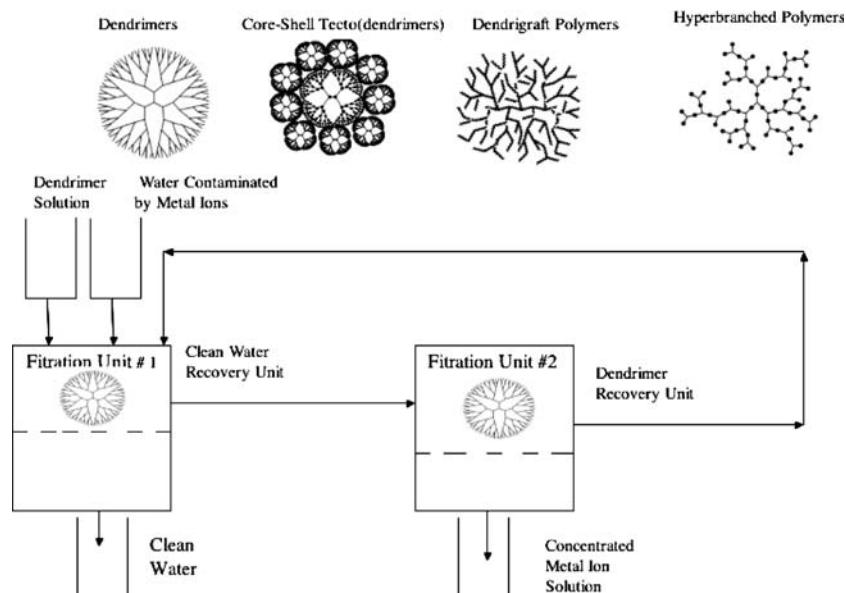 Dendrimers
Core-Shell Tecto(dendrimers)
Dendrigraft Polymers
Hyperbranched Polymers
Dendrimer
Solution
Water Contaminated
by Metal Ions
Fitration Unit # 1
Clean Water
Recovery Unit
Fitration Unit #2
Dendrimer
Recovery Unit
Clean
Water
Concentrated
Metal Ion
Solution